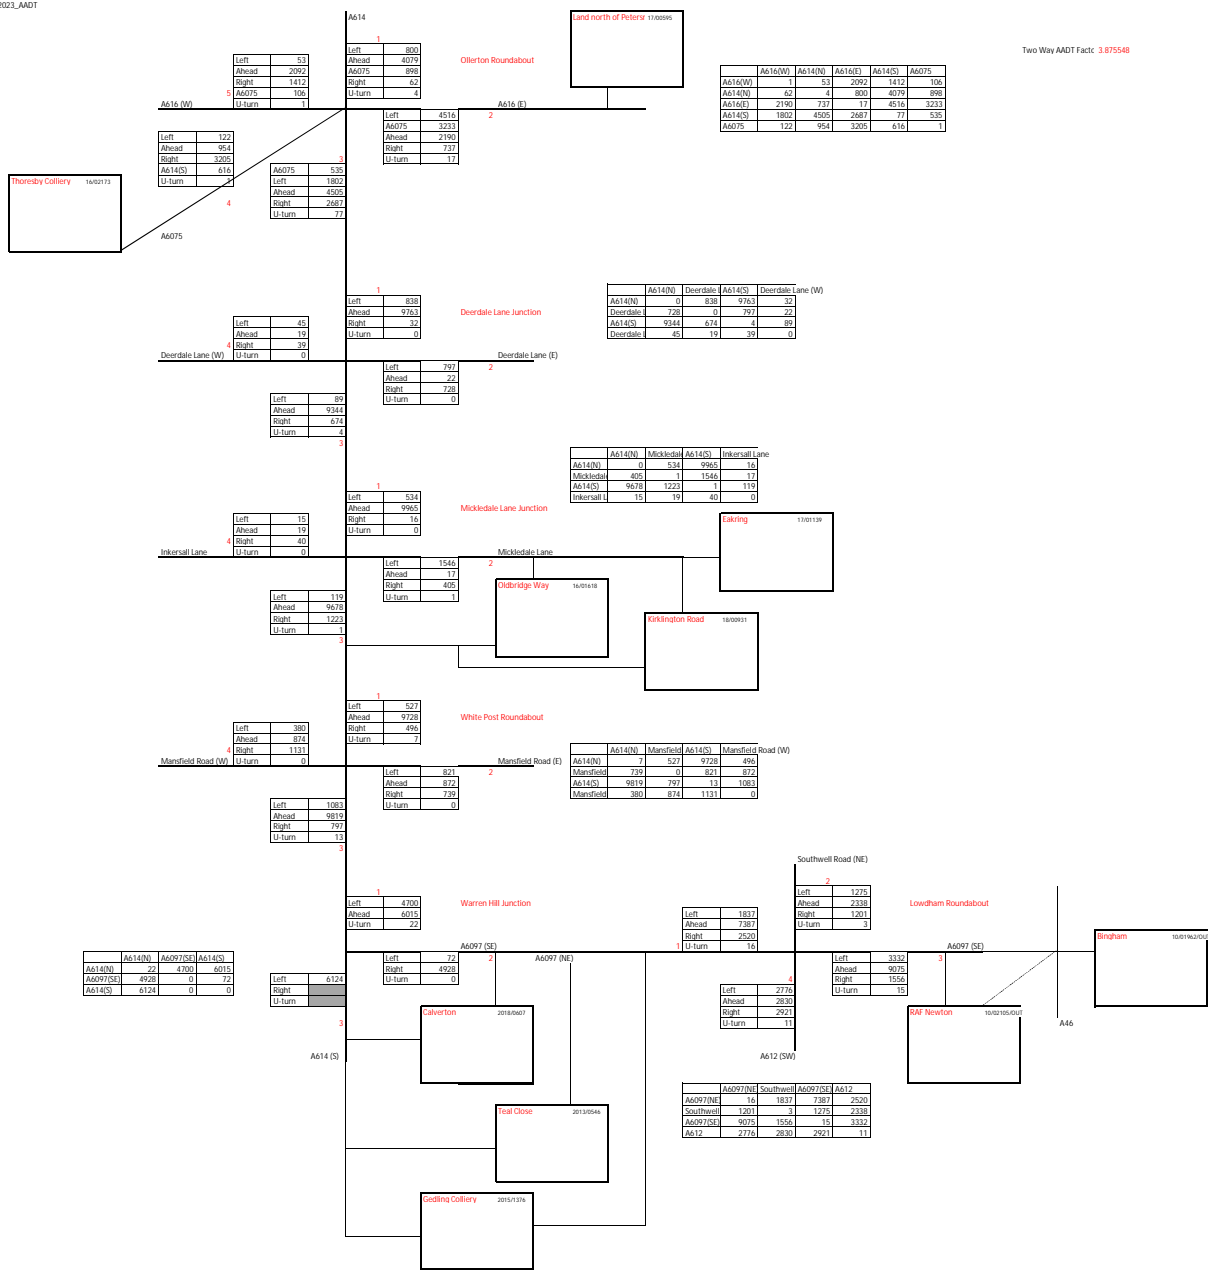 2023_AADT
A614
Land north of Petersr 17/00595
1
Left 800
Ahead 4079
A6075 898
Right 62
U-turn 4
Ollerton Roundabout
Two Way AADT Factc 3.875548
Left 53
Ahead 2092
Right 1412
5 A6075 106
U-turn 1
A616 (W)
A616 (E)
2
A616(W) A614(N) A616(E) A614(S) A6075
A616(W) 1 53 2092 1412 106
A614(N) 62 4 800 4079 898
A616(E) 2190 737 17 4516 3233
A614(S) 1802 4505 2687 77 535
A6075 122 954 3205 616 1
Left 4516
A6075 3233
Ahead 2190
Right 737
U-turn 17
Left 122
Ahead 954
Right 3205
A614(S) 616
U-turn 1
4
3
A6075 535
Left 1802
Ahead 4505
Right 2687
U-turn 77
Thoresby Colliery 16/02173
A6075
1
Left 838
Ahead 9763
Right 32
U-turn 0
Deerdale Lane Junction
A614(N) Deerdale L A614(S) Deerdale Lane (W)
A614(N) 0 838 9763 32
Deerdale L 728 0 797 22
A614(S) 9344 674 4 89
Deerdale L 45 19 39 0
Left 45
Ahead 19
4 Right 39
U-turn 0
Deerdale Lane (W)
Deerdale Lane (E)
2
Left 797
Ahead 22
Right 728
U-turn 0
Left 89
Ahead 9344
Right 674
U-turn 4
3
A614(N) Mickledal A614(S) Inkersall Lane
A614(N) 0 534 9965 16
Mickledal 405 1 1546 17
A614(S) 9678 1223 1 119
Inkersall L 15 19 40 0
1
Left 534
Ahead 9965
Right 16
U-turn 0
Mickledale Lane Junction
Left 15
Ahead 19
4 Right 40
U-turn 0
Inkersall Lane
Mickledale Lane
2
Eakring 17/01139
Left 1546
Ahead 17
Right 405
U-turn 1
Oldbridge Way 16/01618
Kirklington Road 18/00931
Left 119
Ahead 9678
Right 1223
U-turn 1
3
1
Left 527
Ahead 9728
Right 496
U-turn 7
White Post Roundabout
Left 380
Ahead 874
4 Right 1131
U-turn 0
Mansfield Road (W)
Mansfield Road (E)
2
A614(N) Mansfield A614(S) Mansfield Road (W)
A614(N) 7 527 9728 496
Mansfield 739 0 821 872
A614(S) 9819 797 13 1083
Mansfield 380 874 1131 0
Left 821
Ahead 872
Right 739
U-turn 0
Left 1083
Ahead 9819
Right 797
U-turn 13
3
Southwell Road (NE)
1
Left 4700
Ahead 6015
U-turn 22
Warren Hill Junction
2
Left 1275
Ahead 2338
Right 1201
U-turn 3
Lowdham Roundabout
Left 1837
Ahead 7387
Right 2520
1 U-turn 16
A6097 (SE)
A6097 (NE)
A6097 (SE)
Bingham 10/01962/OUT
A614(N) A6097(SE) A614(S)
A614(N) 22 4700 6015
A6097(SE) 4928 0 72
A614(S) 6124 0 0
Left 72
Right 4928
U-turn 0
2
Left 6124
Right
U-turn
3
Left 3332
Ahead 9075
Right 1556
U-turn 15
3
4
Left 2776
Ahead 2830
Right 2921
U-turn 11
Calverton 2018/0607
RAF Newton 10/02105/OUT
A46
A614 (S)
A612 (SW)
A6097(NE) Southwell A6097(SE) A612
A6097(NE) 16 1837 7387 2520
Southwell 1201 3 1275 2338
A6097(SE) 9075 1556 15 3332
A612 2776 2830 2921 11
Teal Close 2013/0546
Gedling Colliery 2015/1376